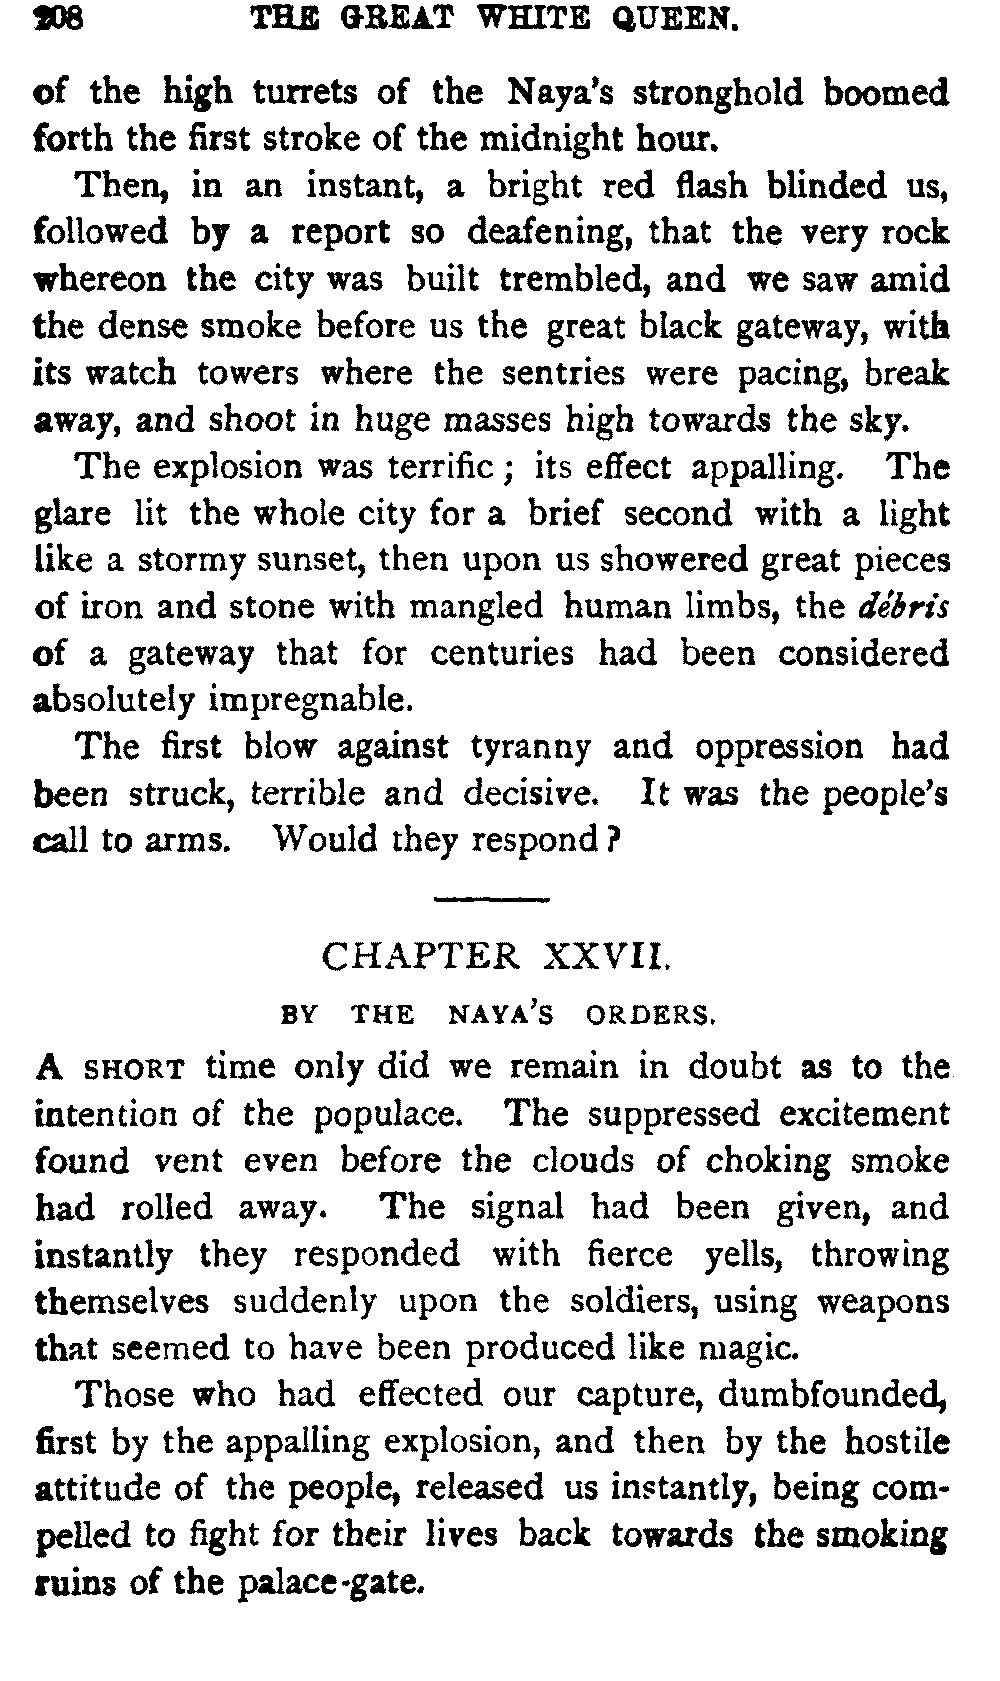 208 THE GREAT WHITE QUEEN.
of the high turrets of the Naya's stronghold boomed
forth the first stroke of the midnight hour.
Then, in an instant, a bright red flash blinded us,
followed by a report so deafening, that the very rock
whereon the city was built trembled, and we saw amid
the dense smoke before us the great black gateway, with
its watch towers where the sentries were pacing, break
away, and shoot in huge masses high towards the sky.
The explosion was terrific; its effect appalling. The
glare lit the whole city for a brief second with a light
like a stormy sunset, then upon us showered great pieces
of iron and stone with mangled human limbs, the débris
of a gateway that for centuries had been considered
absolutely impregnable.
The first blow against tyranny and oppression had
been struck, terrible and decisive. It was the people's
call to arms. Would they respond?
CHAPTER XXVII.
BY THE NAYA'S ORDERS.
A SHORT time only did we remain in doubt as to the
intention of the populace. The suppressed excitement
found vent even before the clouds of choking smoke
had rolled away. The signal had been given, and
instantly they responded with fierce yells, throwing
themselves suddenly upon the soldiers, using weapons
that seemed to have been produced like magic.
Those who had effected our capture, dumbfounded,
first by the appalling explosion, and then by the hostile
attitude of the people, released us instantly, being com-
pelled to fight for their lives back towards the smoking
ruins of the palace-gate.